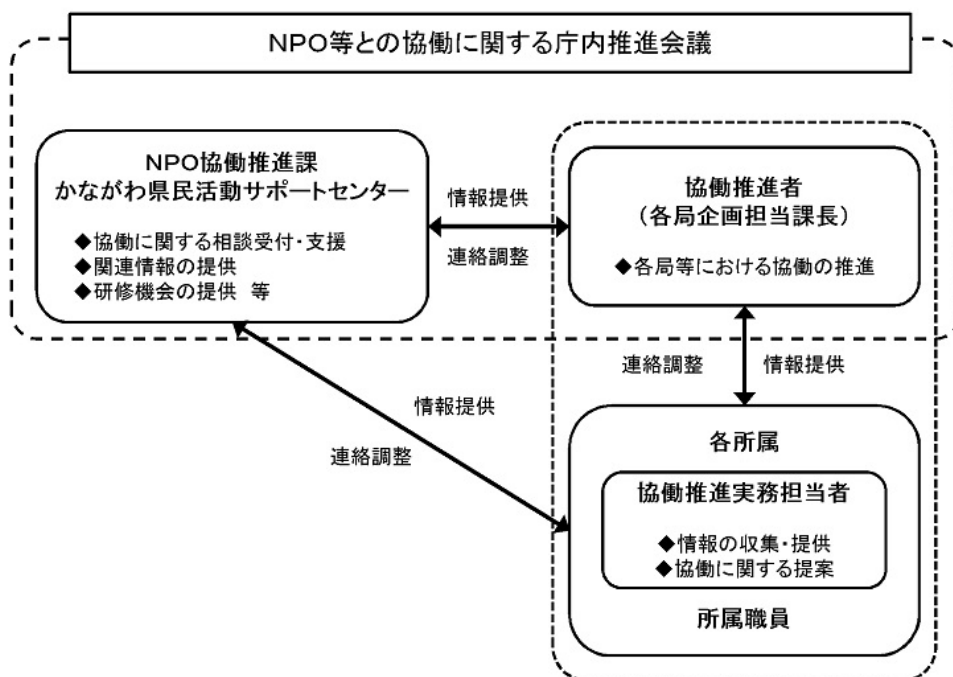 NPO等との協働に関する庁内推進会議
NPO協働推進課
かながわ県民活動サポートセンター
◆協働に関する相談受付・支援
◆関連情報の提供
◆研修機会の提供　等
情報提供
連絡調整
協働推進者
（各局企画担当課長）
◆各局等における協働の推進
連絡調整
情報提供
情報提供
連絡調整
各所属
協働推進実務担当者
◆情報の収集・提供
◆協働に関する提案
所属職員